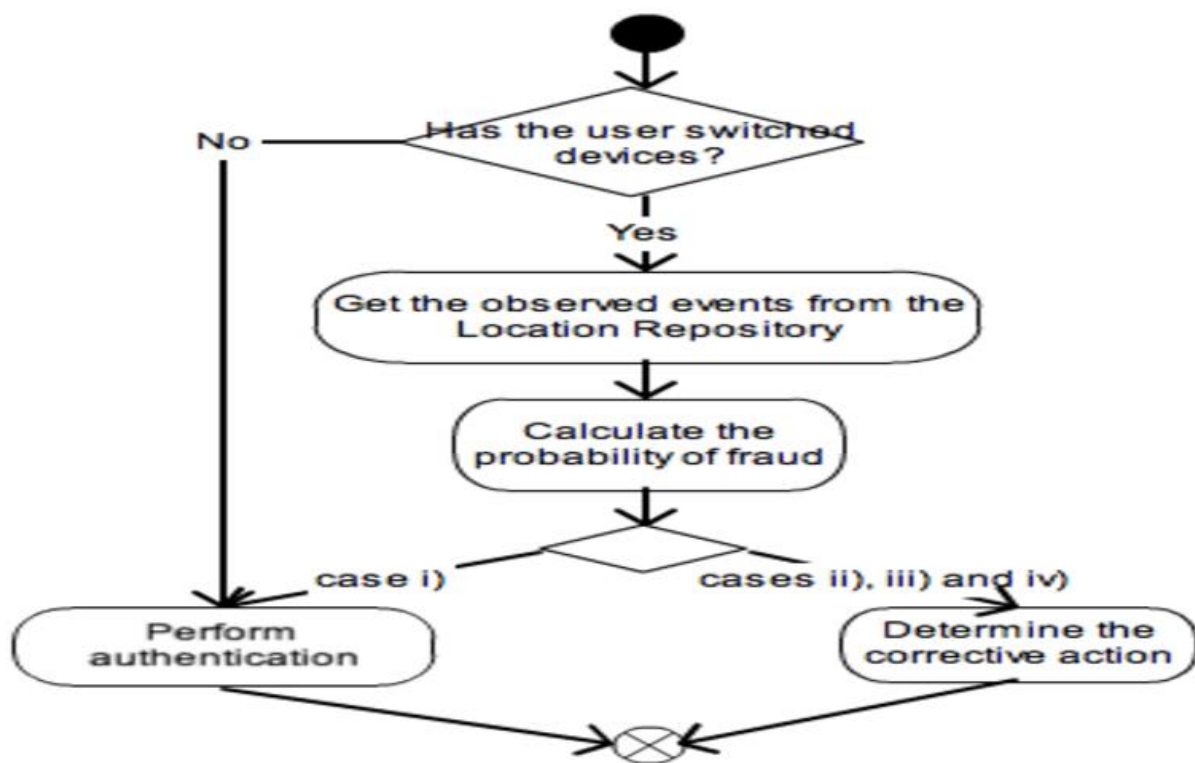 Has the user switched
devices?
No
Yes
Get the observed events from the
Location Repository
Calculate the
probability of fraud
case i)
cases ii), iii) and iv)
Perform
authentication
Determine the
corrective action